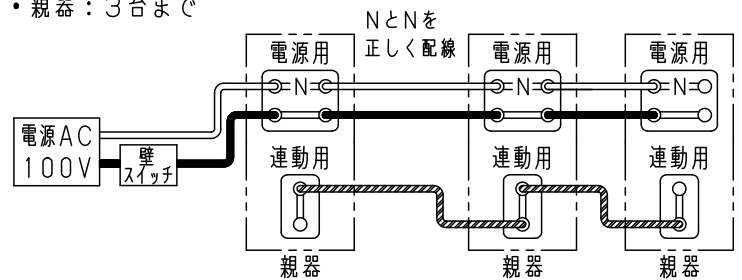 ・親器：３台まで
NとNを
正しく配線
電源用 電源用 電源用
N N N
電源AC
100V
壁
スイッチ
連動用 連動用 連動用
親器 親器 親器